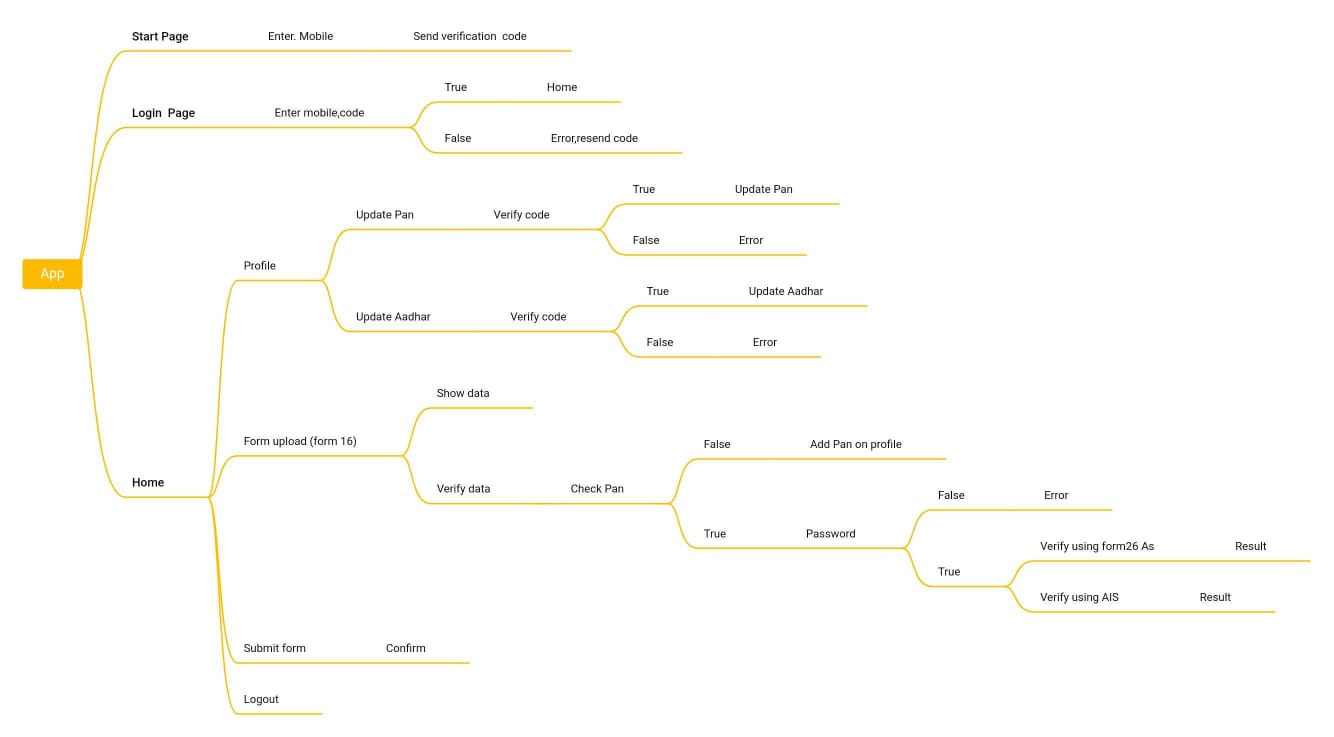 Start Page Enter. Mobile Send verification code
True Home
Login Page Enter mobile,code
False Error,resend code
True Update Pan
Update Pan Verify code
False Error
Profile
App
True Update Aadhar
Update Aadhar Verify code
False Error
Show data
Form upload (form 16)
False Add Pan on profile
Home
Verify data Check Pan
False Error
True Password
Verify using form26 As Result
True
Verify using AIS Result
Submit form Confirm
Logout